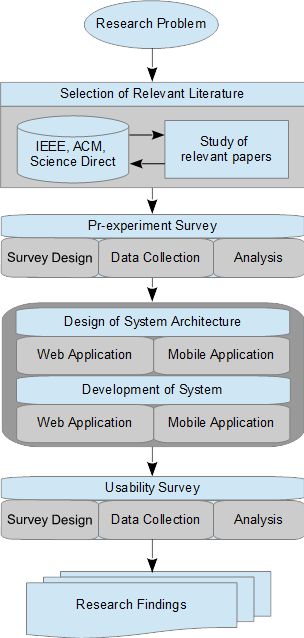 Research Problem
Selection of Relevant Literature
IEEE, ACM,
Science Direct
Study of
relevant papers
Pr-experiment Survey
Survey Design
Data Collection
Analysis
Design of System Architecture
Web Application
Mobile Application
Development of System
Web Application
Mobile Application
Usability Survey
Survey Design
Data Collection
Analysis
Research Findings